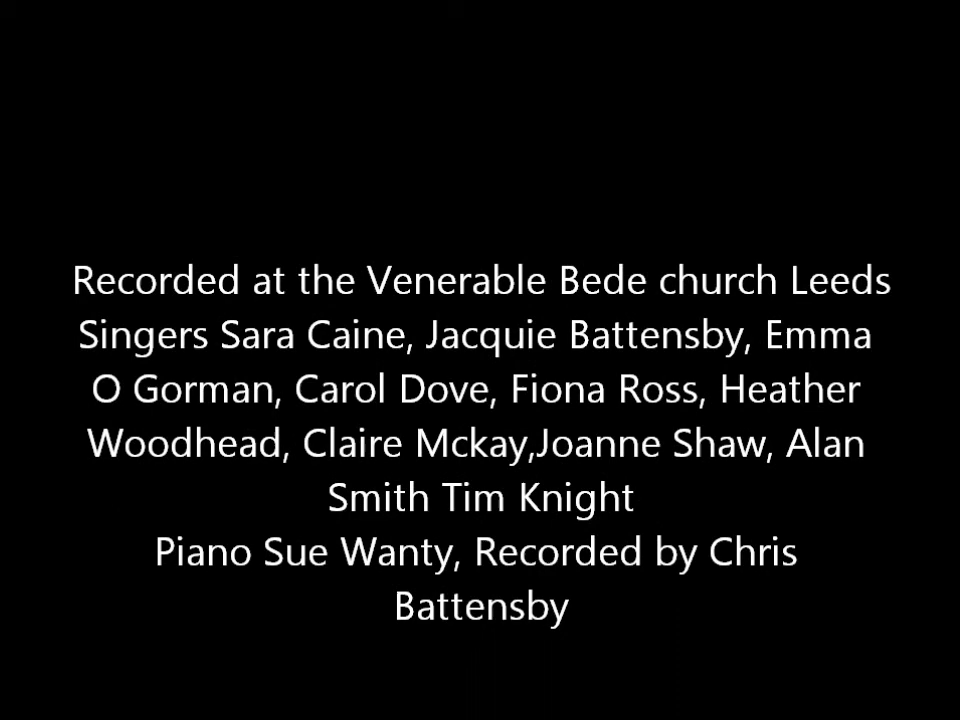 Recorded at the Venerable Bede church Leeds
Singers Sara Caine, Jacquie Battensby, Emma
O Gorman, Carol Dove, Fiona Ross, Heather
Woodhead, Claire Mckay,Joanne Shaw, Alan
Smith Tim Knight
Piano Sue Wanty, Recorded by Chris
Battensby